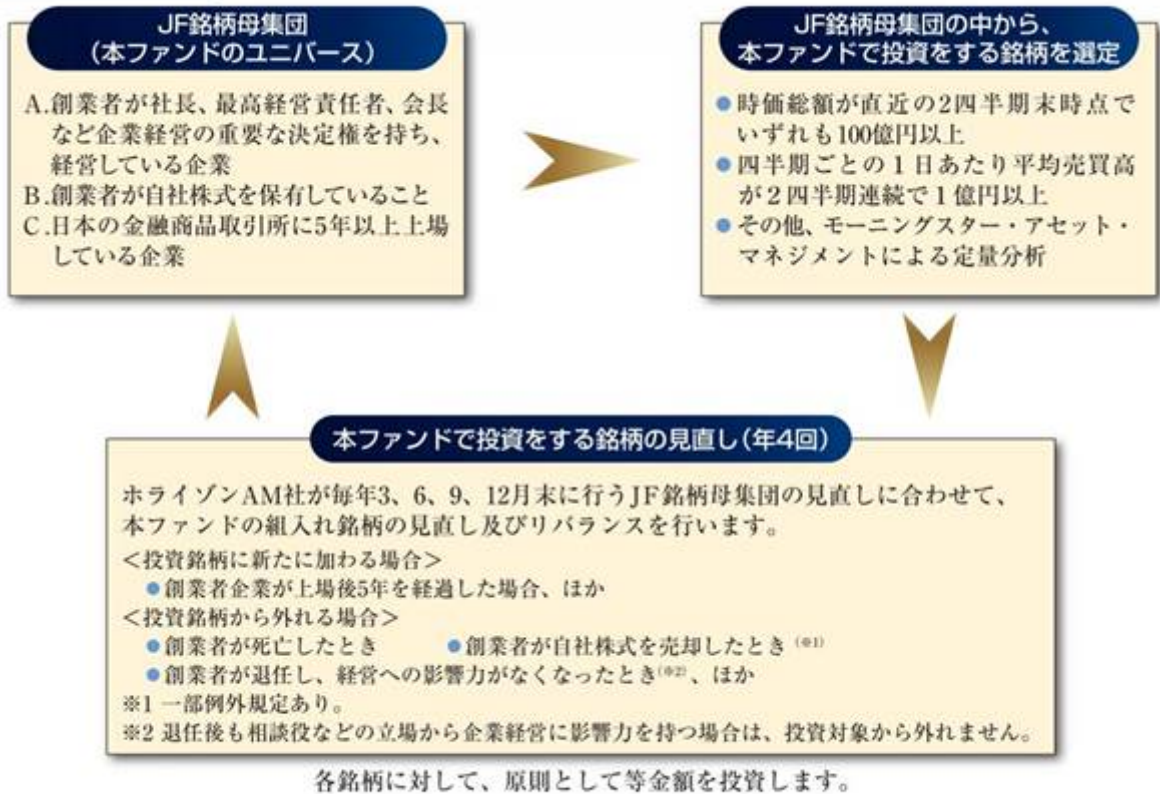 JF銘柄母集団
(本ファンドのユニバース)
A.創業者が社長、最高経営責任者、会長
など企業経営の重要な決定権を持ち、
経営している企業
B.創業者が自社株式を保有していること
C.日本の金融商品取引所に5年以上上場
している企業
JF銘柄母集団の中から、
本ファンドで投資をする銘柄を選定
●時価総額が直近の2四半期末時点で
いずれも100億円以上
●四半期ごとの1日あたり平均売買高
が2四半期連続で1億円以上
●その他、モーニングスター・アセット・
マネジメントによる定量分析
本ファンドで投資をする銘柄の見直し(年4回)
ホライゾンAM社が毎年3、6、9、12月末に行うJF銘柄母集団の見直しに合わせて、
本ファンドの組入れ銘柄の見直し及びリバランスを行います。
<投資銘柄に新たに加わる場合>
●創業者企業が上場後5年を経過した場合、ほか
<投資銘柄から外れる場合>
●創業者が死亡したとき ●創業者が自社株式を売却したとき(※1)
●創業者が退任し、経営への影響力がなくなったとき(※2)、ほか
※1 一部例外規定あり。
※2 退任後も相談役などの立場から企業経営に影響力を持つ場合は、投資対象から外れません。
各銘柄に対して、原則として等金額を投資します。